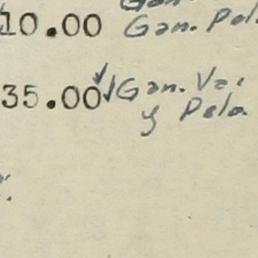 10.00 Gan. Pel.
35.00 Gan. Va.
y Pela